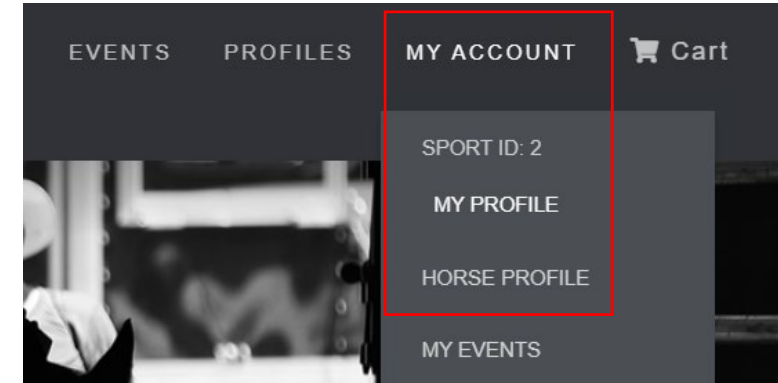 EVENTS PROFILES MY ACCOUNT Cart
SPORT ID: 2
MY PROFILE
HORSE PROFILE
MY EVENTS